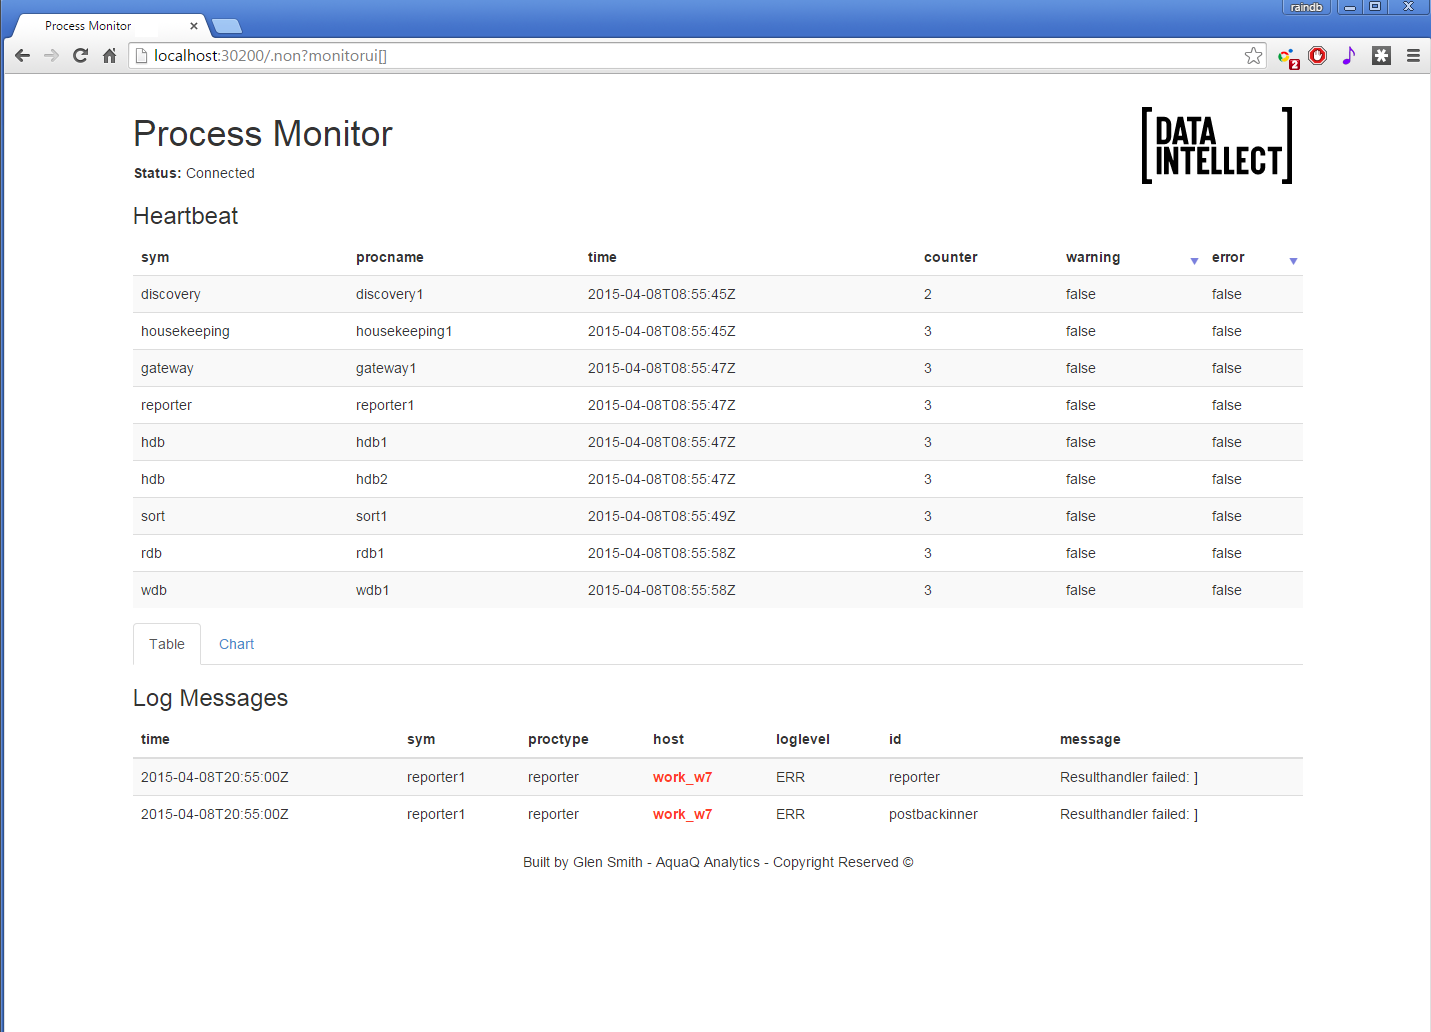 raindb
Process Monitor
localhost:30200/.non?monitorui[]
2
Process Monitor
DATA
INTELLECT
Status: Connected
Heartbeat
sym procname time counter warning error
discovery discovery1 2015-04-08T08:55:45Z 2 false false
housekeeping housekeeping1 2015-04-08T08:55:45Z 3 false false
gateway gateway1 2015-04-08T08:55:47Z 3 false false
reporter reporter1 2015-04-08T08:55:47Z 3 false false
hdb hdb1 2015-04-08T08:55:47Z 3 false false
hdb hdb2 2015-04-08T08:55:47Z 3 false false
sort sort1 2015-04-08T08:55:49Z 3 false false
rdb rdb1 2015-04-08T08:55:58Z 3 false false
wdb wdb1 2015-04-08T08:55:58Z 3 false false
Table Chart
Log Messages
time sym proctype host loglevel id message
2015-04-08T20:55:00Z reporter1 reporter work_w7 ERR reporter Resulthandler failed: ]
2015-04-08T20:55:00Z reporter1 reporter work_w7 ERR postbackinner Resulthandler failed: ]
Built by Glen Smith - AquaQ Analytics - Copyright Reserved ©